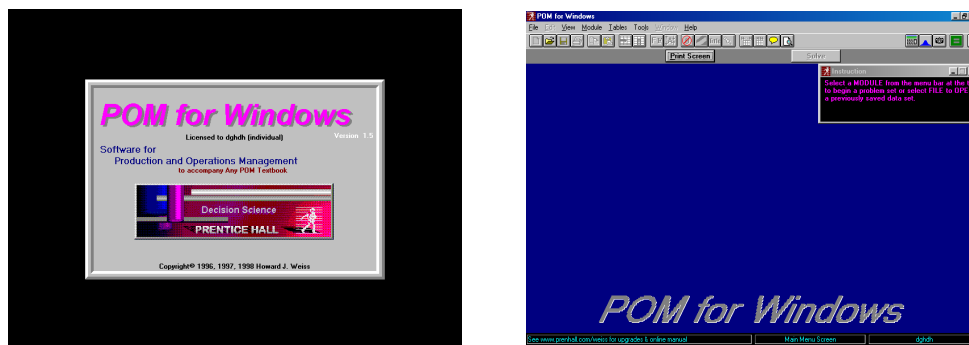 POM for Windows
Licensed to dghdh (individual)
Version 1.5
Software for
Production and Operations Management
to accompany Any POM Testbook
Decision Science
PRENTICE HALL
Copyright© 1996, 1997, 1998 Howard J. Weiss
POM for Windows
File Edit View Module Tables Tools Window Help
Print Screen
Solve
Instruction
Select a MODULE from the menu bar at the
to begin a problem set or select FILE to OPE
a previously saved data set.
POM for Windows
See www.prenhall.com/weiss for upgrades & online manual
Main Menu Screen
dghdh